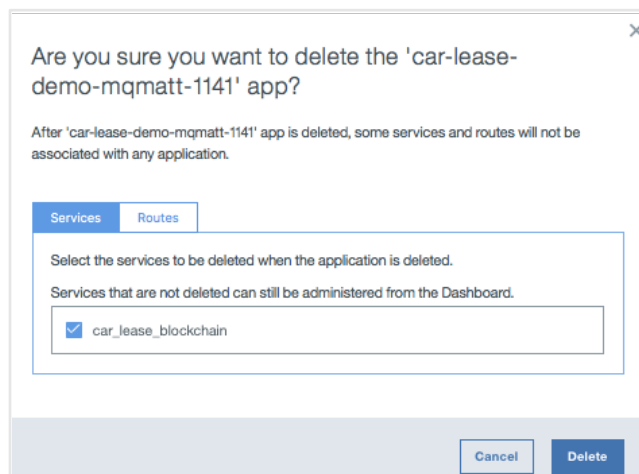 Are you sure you want to delete the 'car-lease-
demo-mqmatt-1141' app?
After 'car-lease-demo-mqmatt-1141' app is deleted, some services and routes will not be
associated with any application.
Services Routes
Select the services to be deleted when the application is deleted.
Services that are not deleted can still be administered from the Dashboard.
car_lease_blockchain
Cancel Delete